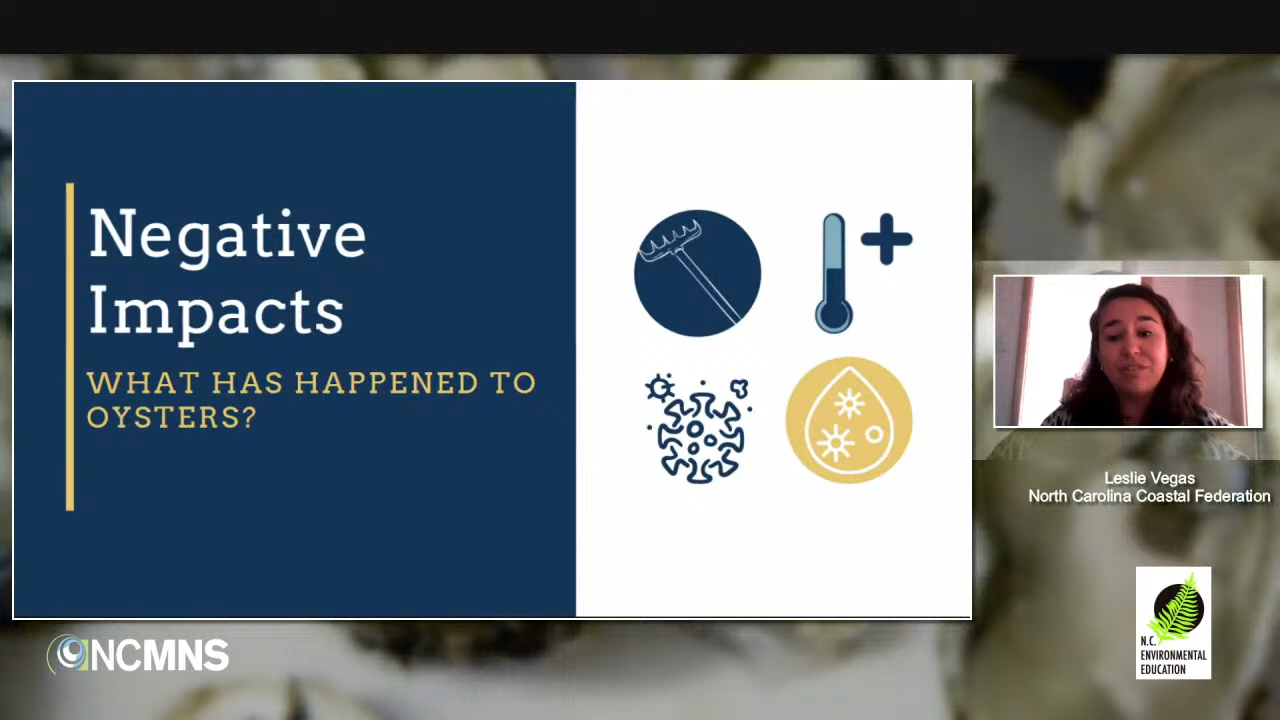 Negative
Impacts
WHAT HAS HAPPENED TO
OYSTERS?
Leslie Vegas
North Carolina Coastal Federation
NCMNS
N.C.
ENVIRONMENTAL
EDUCATION